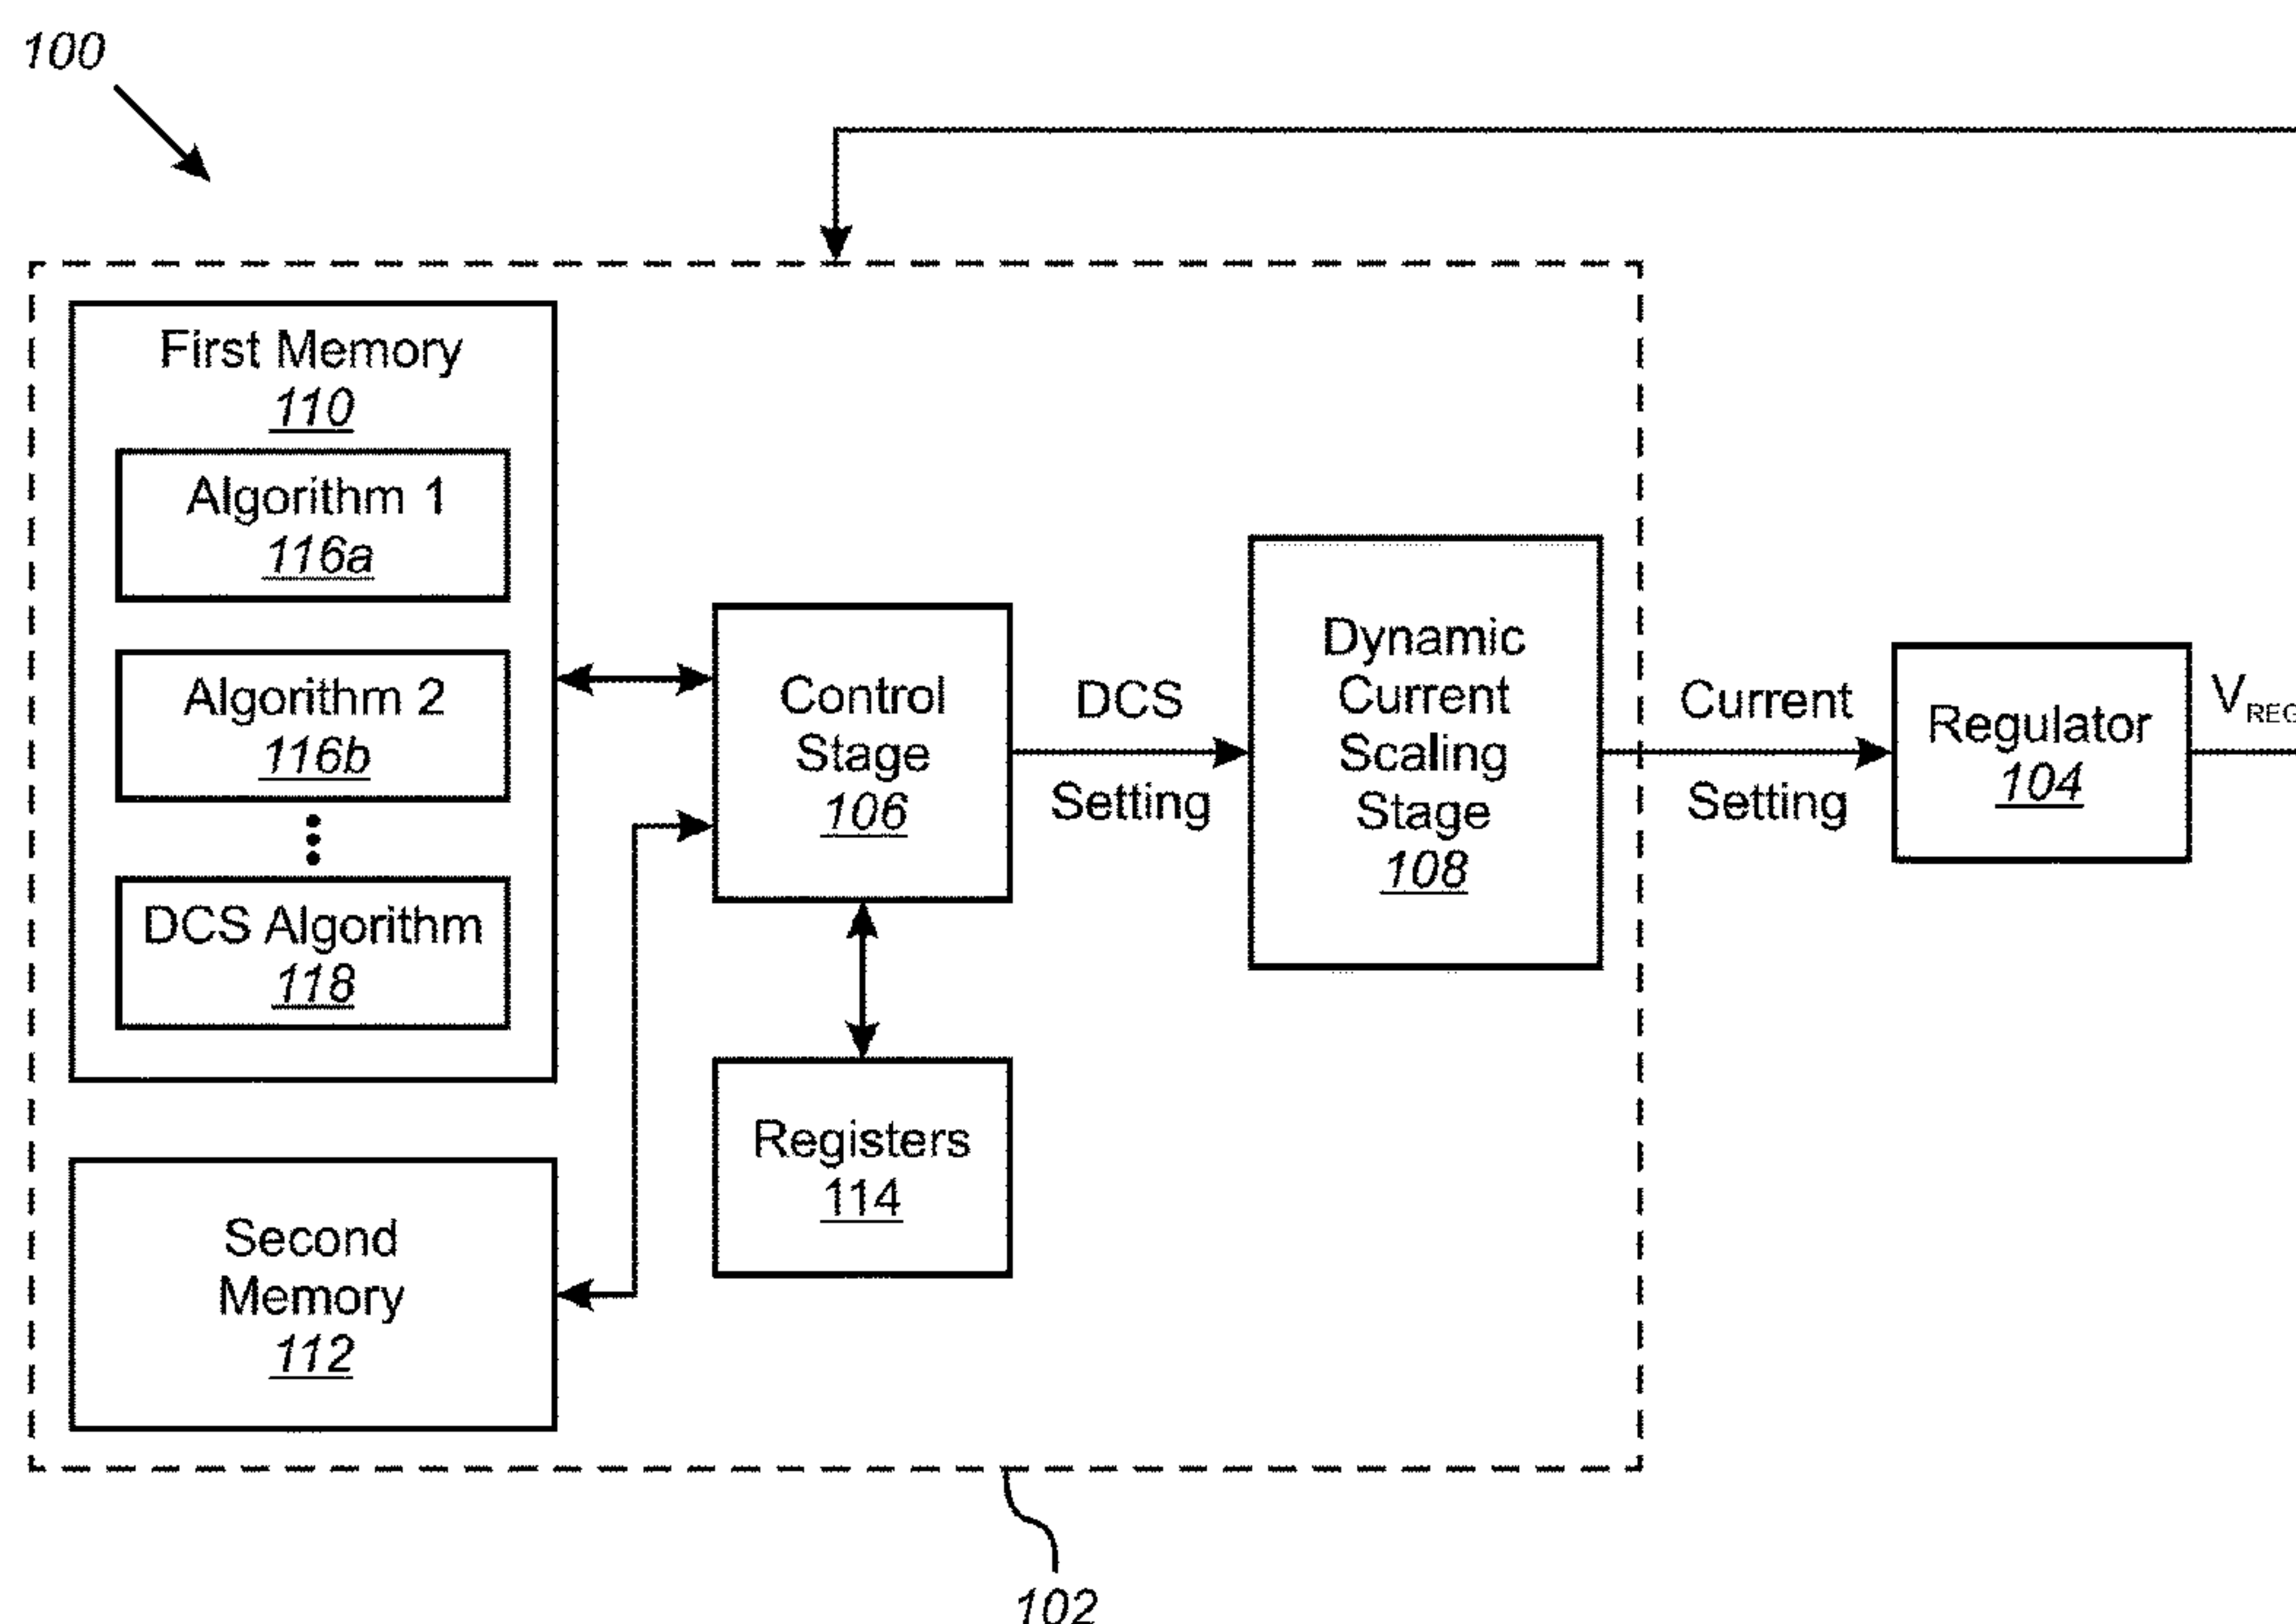 100
First Memory
110
Algorithm 1
116a
Algorithm 2
116b
DCS Algorithm
118
Second
Memory
112
Control
Stage
106
Registers
114
DCS
Setting
Dynamic
Current
Scaling
Stage
108
Current
Setting
Regulator
104
VREG
102